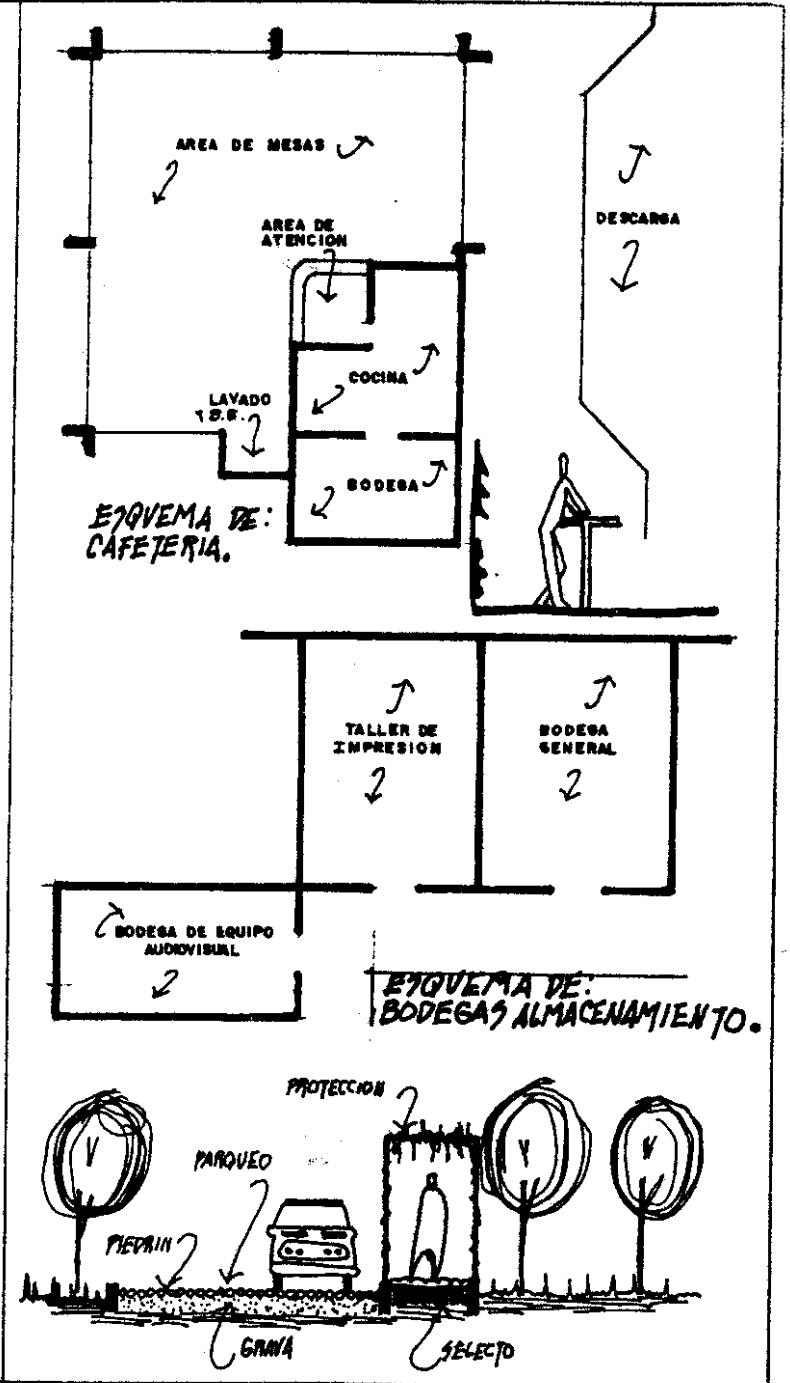 AREA DE MESAS
AREA DE
ATENCION
DESCARGA
COCINA
LAVADO
Y S.S.
BODEGA
ESQUEMA DE:
CAFETERIA.
TALLER DE
IMPRESION
BODEGA
GENERAL
BODEGA DE EQUIPO
AUDIOVISUAL
ESQUEMA DE:
BODEGAS ALMACENAMIENTO.
PROTECCION
PARQUEO
PIEDRIN
GRAVA
SELECTO